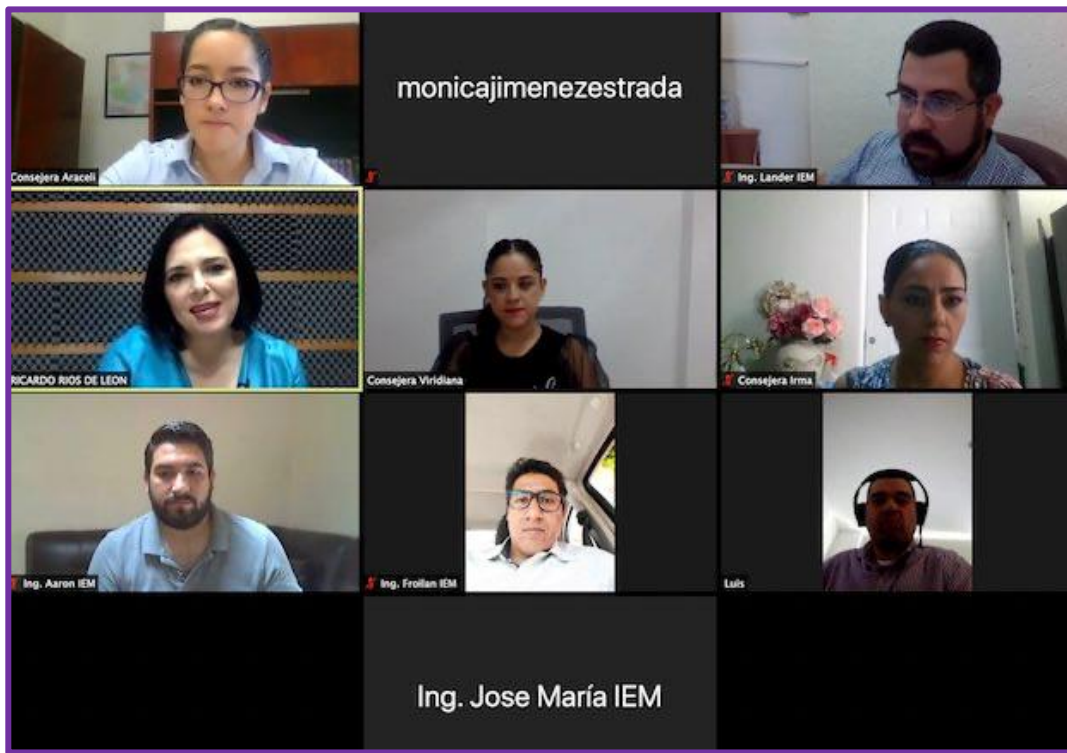 Consejera Araceli
monicajimenezestrada
Ing. Lander IEM
RICARDO RIOS DE LEON
Consejera Viridiana
Consejera Irma
Ing. Aaron IEM
Ing. Froilan IEM
Luis
Ing. Jose María IEM